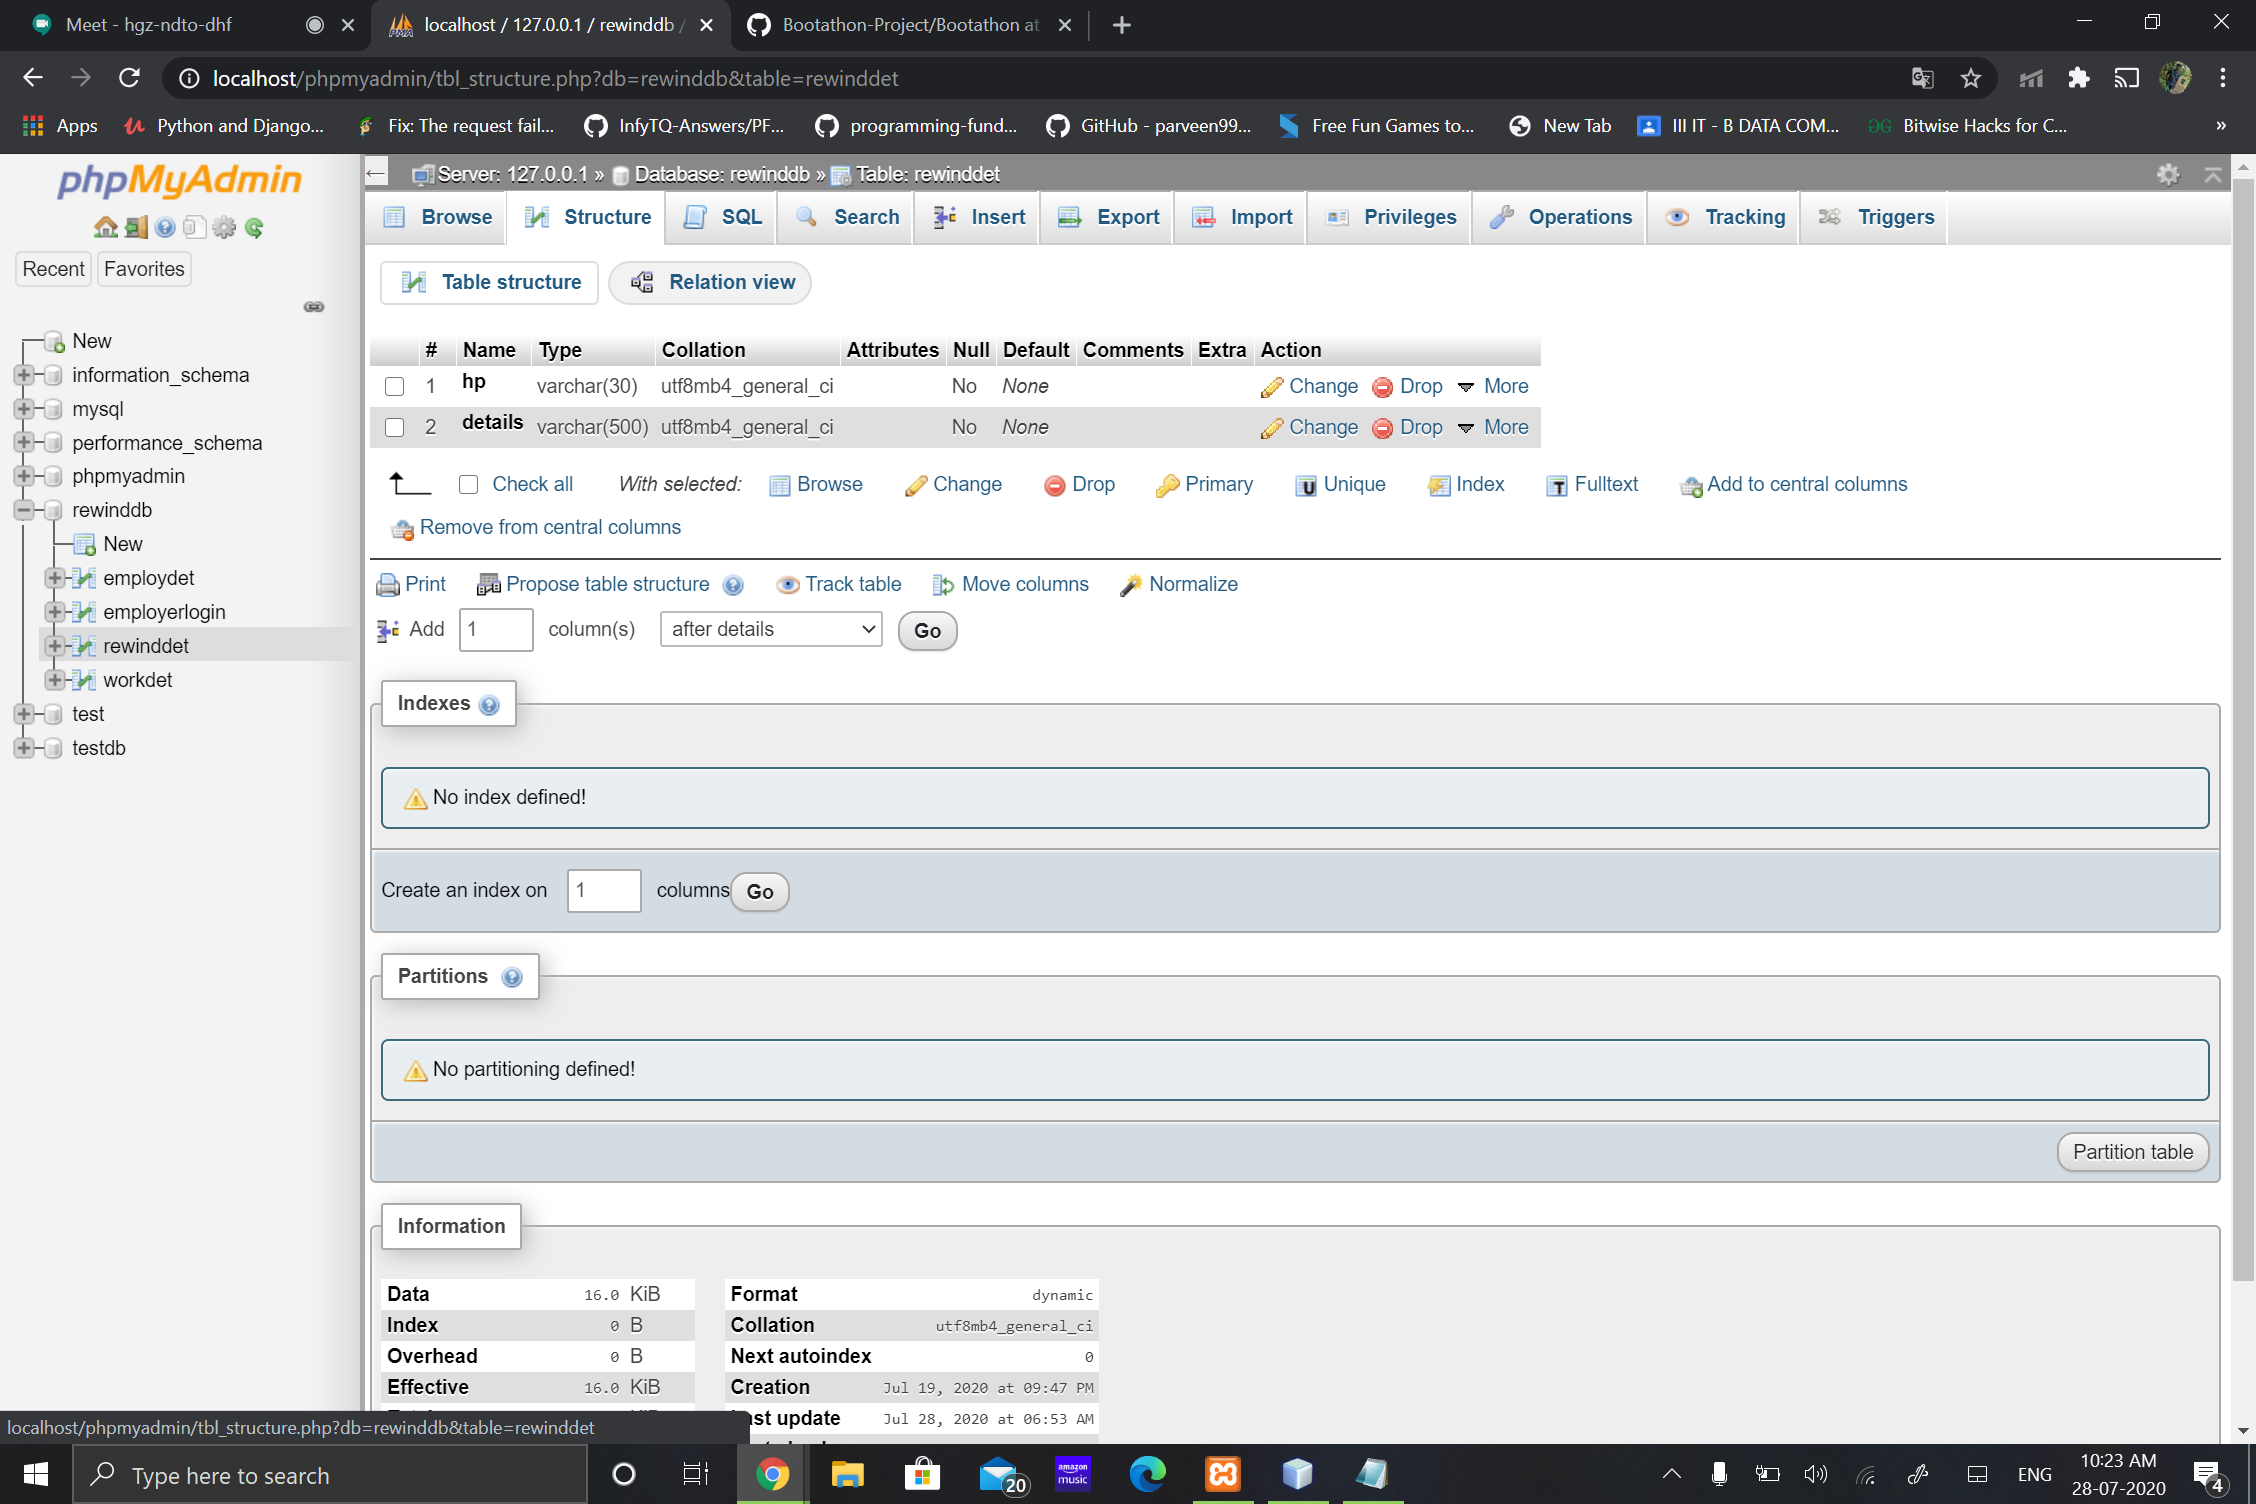 Meet - hgz-ndto-dhf
localhost / 127.0.0.1 / rewinddb /
Bootathon-Project/Bootathon at
localhost/phpmyadmin/tbl_structure.php?db=rewinddb&table=rewinddet
Apps Python and Django... Fix: The request fail... InfyTQ-Answers/PF... programming-fund... GitHub - parveen99... Free Fun Games to... New Tab III IT - B DATA COM... Bitwise Hacks for C... »
phpMyAdmin
Recent Favorites
New
information_schema
mysql
performance_schema
phpmyadmin
rewinddb
New
employdet
employerlogin
rewinddet
workdet
test
testdb
Server: 127.0.0.1 » Database: rewinddb » Table: rewinddet
Browse Structure SQL Search Insert Export Import Privileges Operations Tracking Triggers
Table structure Relation view
# Name Type Collation Attributes Null Default Comments Extra Action
1 hp varchar(30) utf8mb4_general_ci No None Change Drop More
2 details varchar(500) utf8mb4_general_ci No None Change Drop More
Check all With selected: Browse Change Drop Primary Unique Index Fulltext Add to central columns
Remove from central columns
Print Propose table structure Track table Move columns Normalize
Add 1 column(s) after details Go
Indexes
No index defined!
Create an index on 1 columns Go
Partitions
No partitioning defined!
Partition table
Information
Data 16.0 KiB
Index 0 B
Overhead 0 B
Effective 16.0 KiB
Format dynamic
Collation utf8mb4_general_ci
Next autoindex 0
Creation Jul 19, 2020 at 09:47 PM
ast update Jul 28, 2020 at 06:53 AM
localhost/phpmyadmin/tbl_structure.php?db=rewinddb&table=rewinddet
Type here to search
20
amazon
music
ENG
10:23 AM
28-07-2020
4